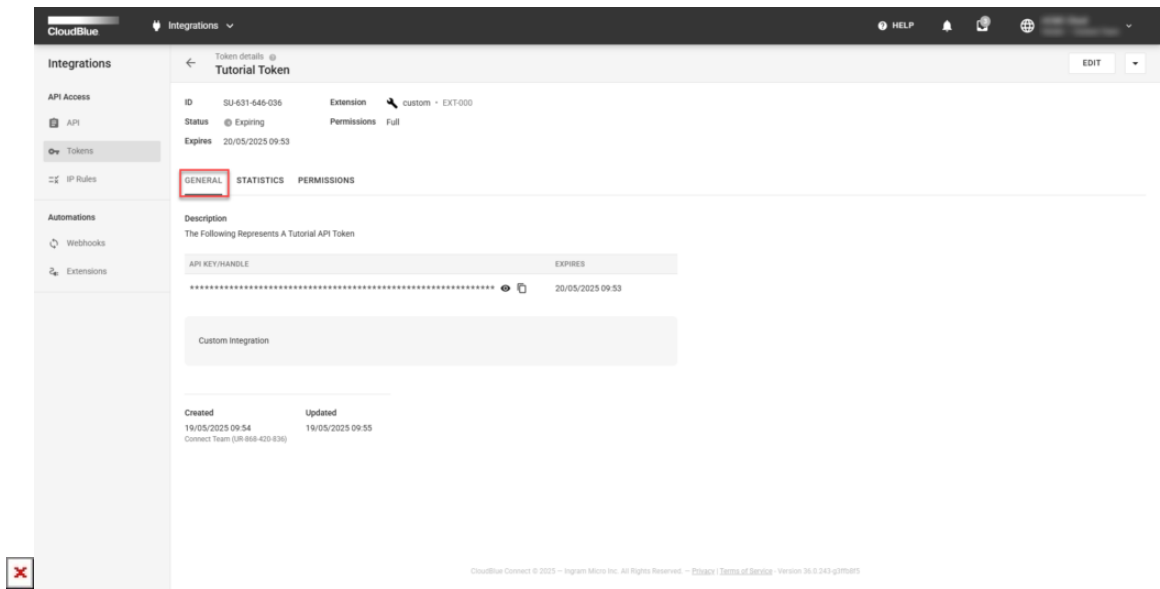 CloudBlue
Integrations
HELP
Integrations
API Access
API
Tokens
IP Rules
Automations
Webhooks
Extensions
Token details
Tutorial Token
EDIT
ID SU-631-646-036 Extension custom - EXT-000
Status Expiring Permissions Full
Expires 20/05/2025 09:53
GENERAL STATISTICS PERMISSIONS
Description
The Following Represents A Tutorial API Token
API KEY/HANDLE EXPIRES
20/05/2025 09:53
Custom Integration
Created Updated
19/05/2025 09:54 19/05/2025 09:55
Connect Team (UR-868-420-836)
CloudBlue Connect © 2025 – Ingram Micro Inc. All Rights Reserved. – Privacy | Terms of Service - Version 36.0.243